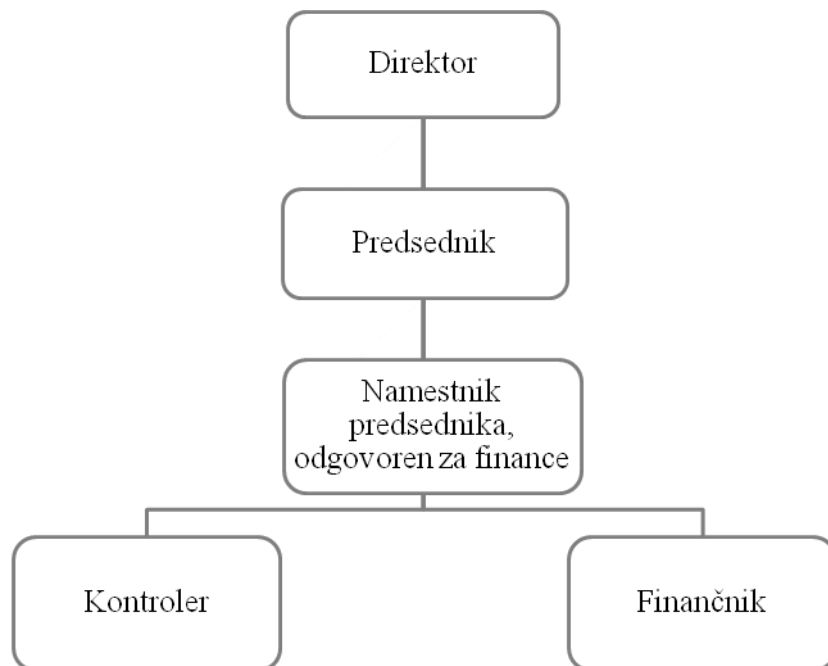 Direktor
Predsednik
Namestnik
predsednika,
odgovoren za finance
Kontroler
Finančnik